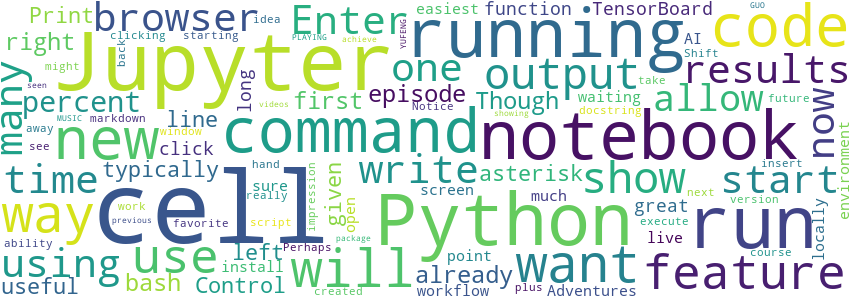 Print browser Enter TensorBoard code
clicking idea starting PLAYING easiest function GUO
right back Jupyter YUFENG running AI Shift results
many percent long might achieve one output take allow now
seen markdown first episode Notice Though waiting docstring future
MUSIC line videos showing
new away window command notebook
see click
time typically hand cell sure really impression write asterisk show insert start environment
screen much great next execute version locally
way work favorite script given open Python want live run
ability previous
using use left Perhaps package will point course feature
useful bash install Control created already workflow plus Adventures